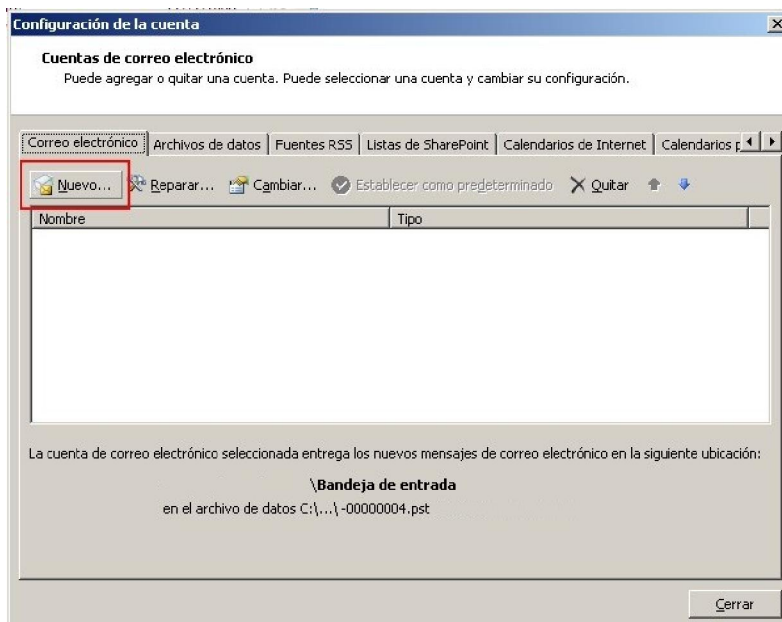 Configuración de la cuenta
Cuentas de correo electrónico
Puede agregar o quitar una cuenta. Puede seleccionar una cuenta y cambiar su configuración.
Correo electrónico Archivos de datos Fuentes RSS Listas de SharePoint Calendarios de Internet Calendarios p
Nuevo... Reparar... Cambiar... Establecer como predeterminado Quitar
Nombre Tipo
La cuenta de correo electrónico seleccionada entrega los nuevos mensajes de correo electrónico en la siguiente ubicación:
\Bandeja de entrada
en el archivo de datos C:\...\-00000004.pst
Cerrar